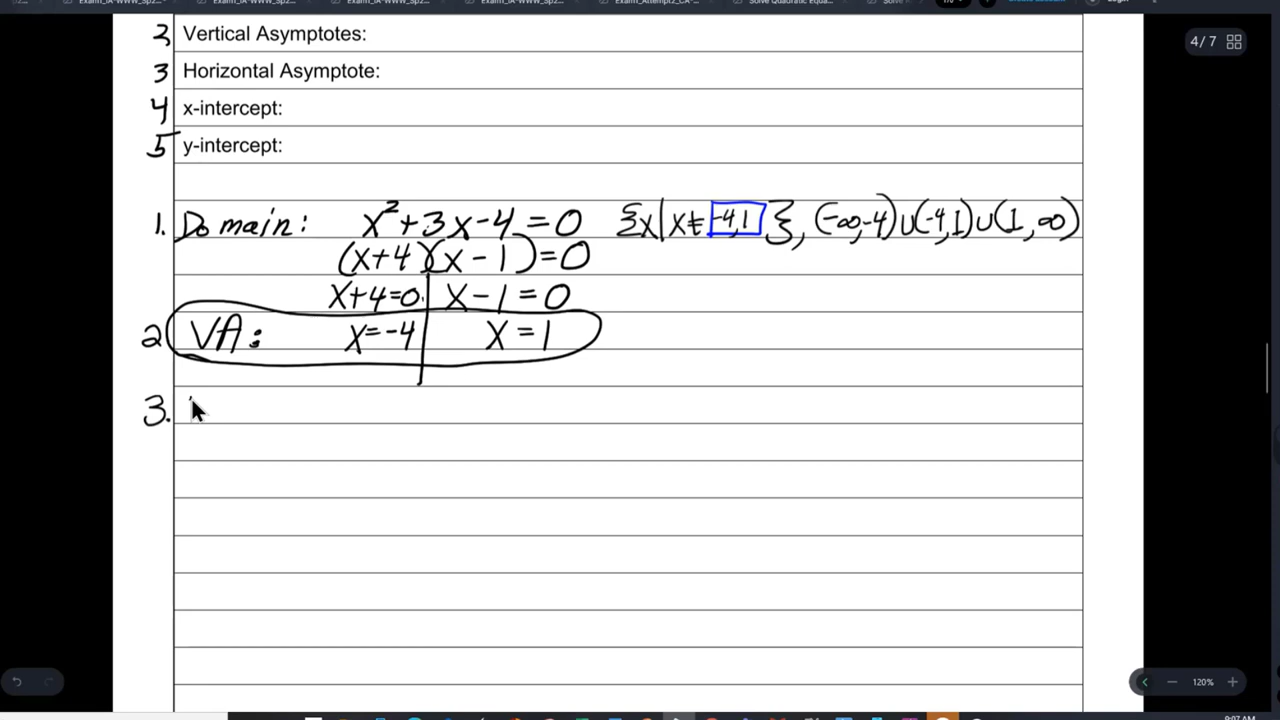 4/7
2 Vertical Asymptotes:
3 Horizontal Asymptote:
4 x-intercept:
5 y-intercept:
1. Domain: x²+3x-4=0 {x|x≠-4,1}, (-∞,-4)∪(-4,1)∪(1,∞)
(x+4)(x-1)=0
x+4=0 x-1=0
2 VA: x=-4 x=1
3.
120%